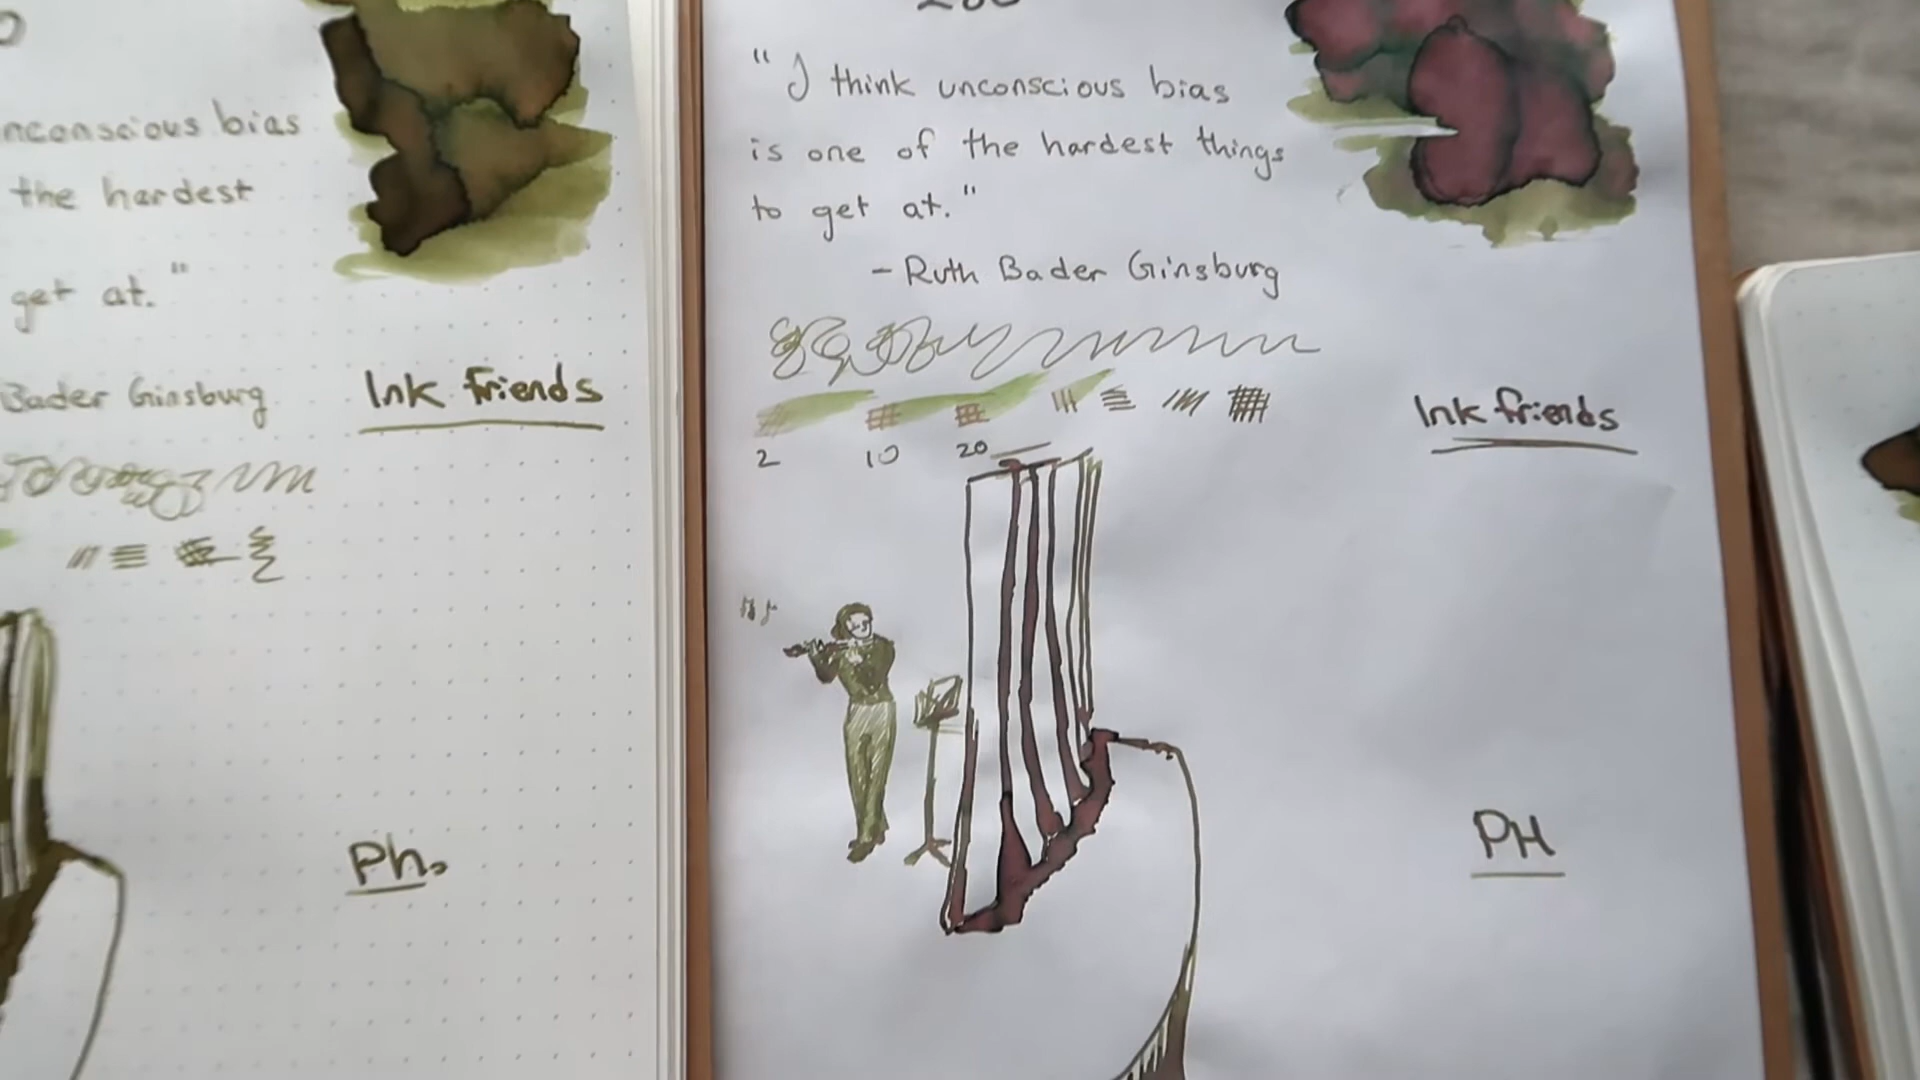 nconscious bias
the hardest
get at."
Bader Ginsburg
Ink friends
Ph.
"I think unconscious bias
is one of the hardest things
to get at."
- Ruth Bader Ginsburg
2 10 20
Ink friends
PH